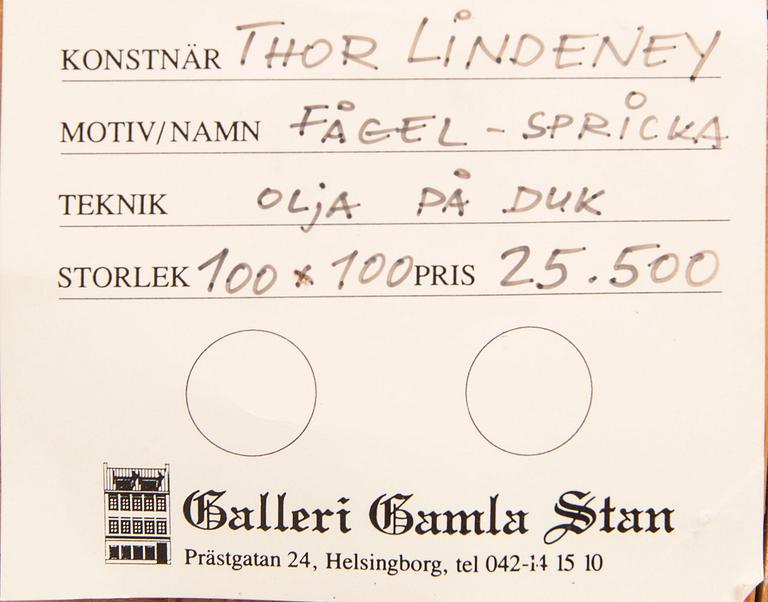 KONSTNÄR THOR LINDENEY
MOTIV/NAMN FÅGEL - SPRICKA
TEKNIK OLJA PÅ DUK
STORLEK 100 x 100 PRIS 25.500
Galleri Gamla Stan
Prästgatan 24, Helsingborg, tel 042-14 15 10